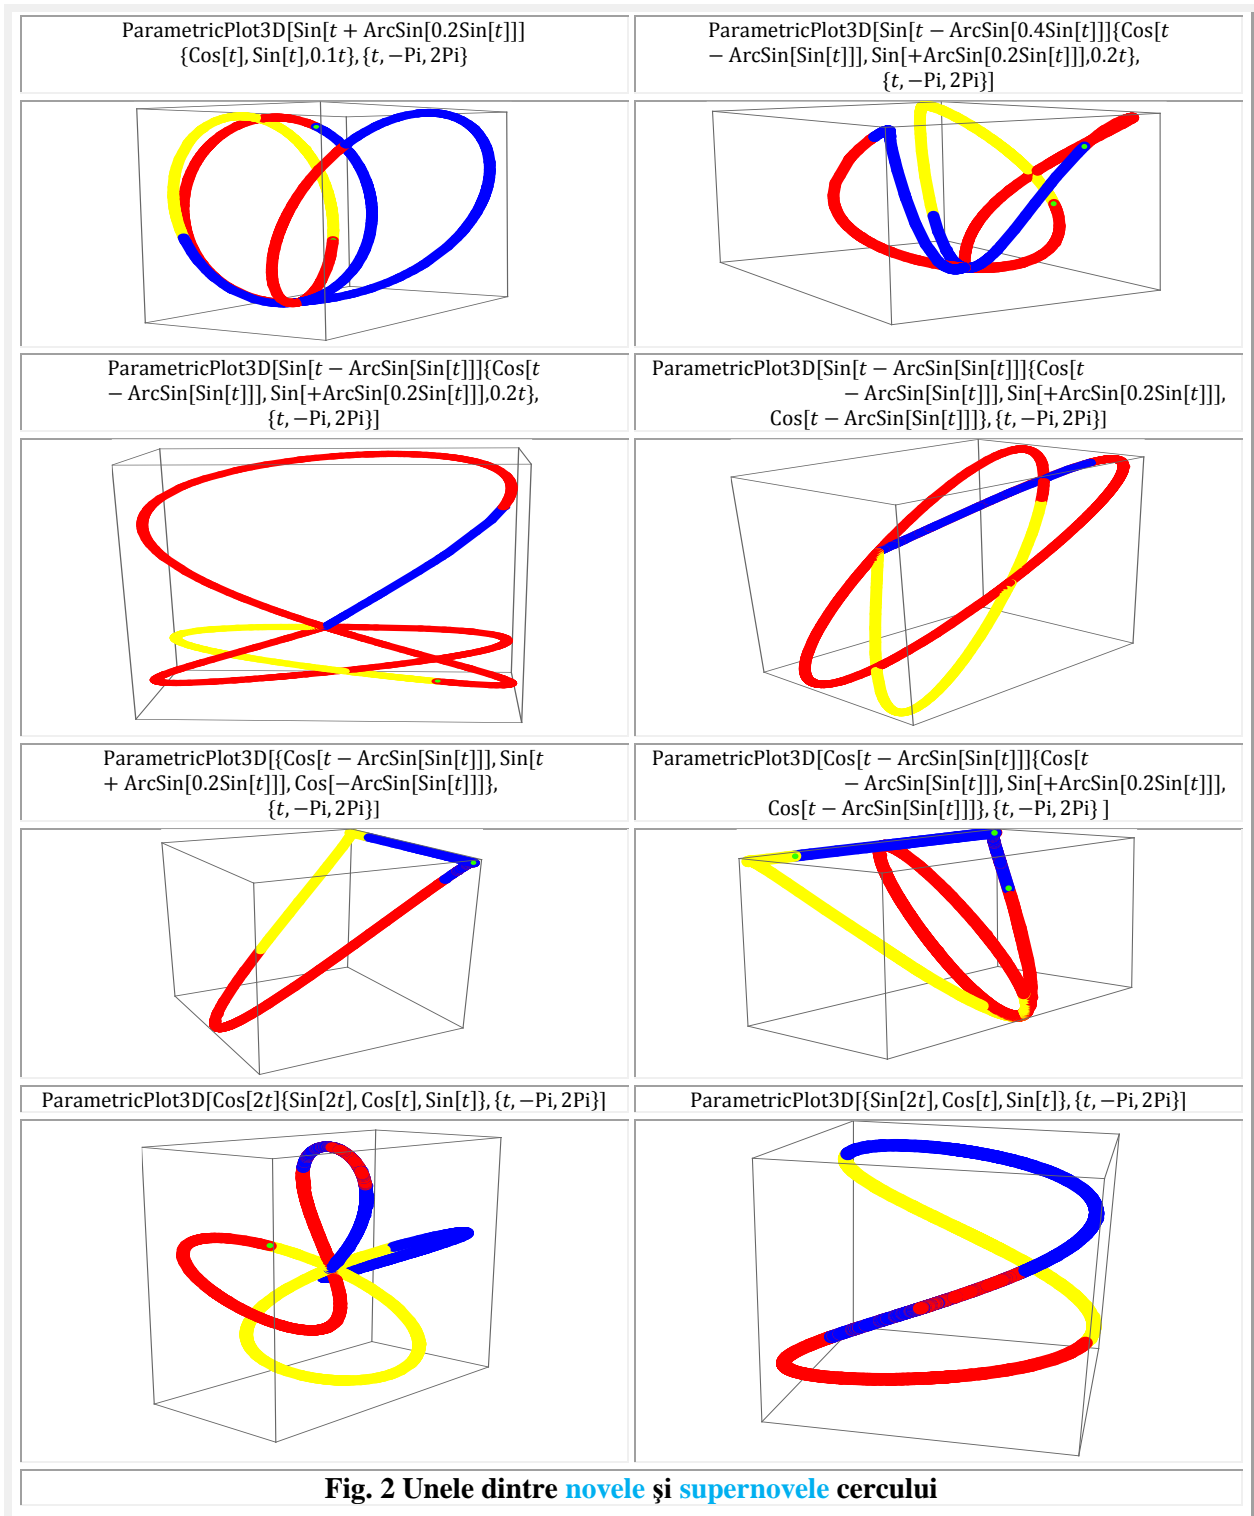 ParametricPlot3D[Sin[t + ArcSin[0.2Sin[t]]]
{Cos[t], Sin[t],0.1t}, {t, −Pi, 2Pi}
ParametricPlot3D[Sin[t − ArcSin[0.4Sin[t]]]{Cos[t
− ArcSin[Sin[t]]], Sin[+ArcSin[0.2Sin[t]]],0.2t},
{t, −Pi, 2Pi}]
ParametricPlot3D[Sin[t − ArcSin[Sin[t]]]{Cos[t
− ArcSin[Sin[t]]], Sin[+ArcSin[0.2Sin[t]]],0.2t},
{t, −Pi, 2Pi}]
ParametricPlot3D[Sin[t − ArcSin[Sin[t]]]{Cos[t
− ArcSin[Sin[t]]], Sin[+ArcSin[0.2Sin[t]]],
Cos[t − ArcSin[Sin[t]]]}, {t, −Pi, 2Pi}]
ParametricPlot3D[{Cos[t − ArcSin[Sin[t]]], Sin[t
+ ArcSin[0.2Sin[t]]], Cos[−ArcSin[Sin[t]]]},
{t, −Pi, 2Pi}]
ParametricPlot3D[Cos[t − ArcSin[Sin[t]]]{Cos[t
− ArcSin[Sin[t]]], Sin[+ArcSin[0.2Sin[t]]],
Cos[t − ArcSin[Sin[t]]]}, {t, −Pi, 2Pi} ]
ParametricPlot3D[Cos[2t]{Sin[2t], Cos[t], Sin[t]}, {t, −Pi, 2Pi}]
ParametricPlot3D[{Sin[2t], Cos[t], Sin[t]}, {t, −Pi, 2Pi}]
Fig. 2 Unele dintre novele şi supernovele cercului